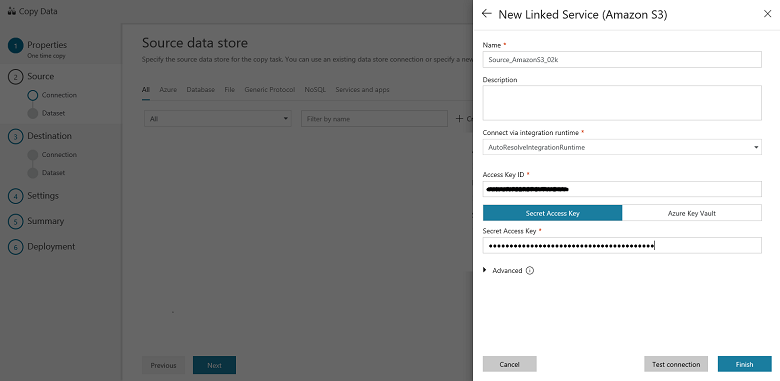 Copy Data
1 Properties
One time copy
2 Source
Connection
Dataset
3 Destination
Connection
Dataset
4 Settings
5 Summary
6 Deployment
Source data store
Specify the source data store for the copy task. You can use an existing data store connection or specify a new
All Azure Database File Generic Protocol NoSQL Services and apps
All
Filter by name
Previous
Next
New Linked Service (Amazon S3)
Name *
Source_AmazonS3_02k
Description
Connect via integration runtime *
AutoResolveIntegrationRuntime
Access Key ID *
Secret Access Key
Azure Key Vault
Secret Access Key *
Advanced
Cancel
Test connection
Finish